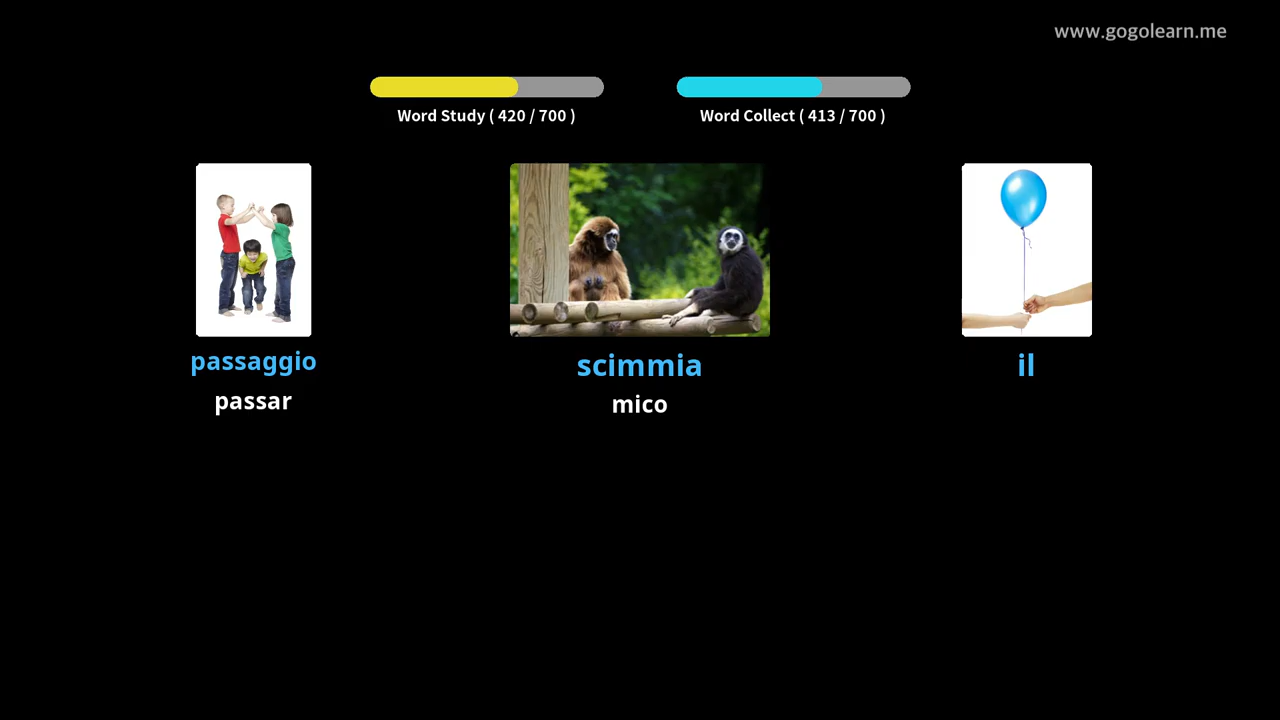 www.gogolearn.me
Word Study ( 420 / 700 )
Word Collect ( 413 / 700 )
passaggio
passar
scimmia
mico
il